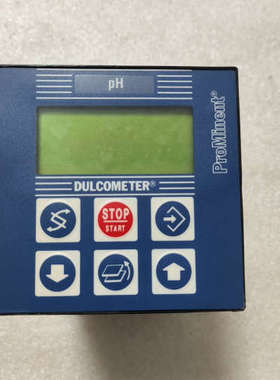 pH
ProMinent®
DULCOMETER®
STOP
START